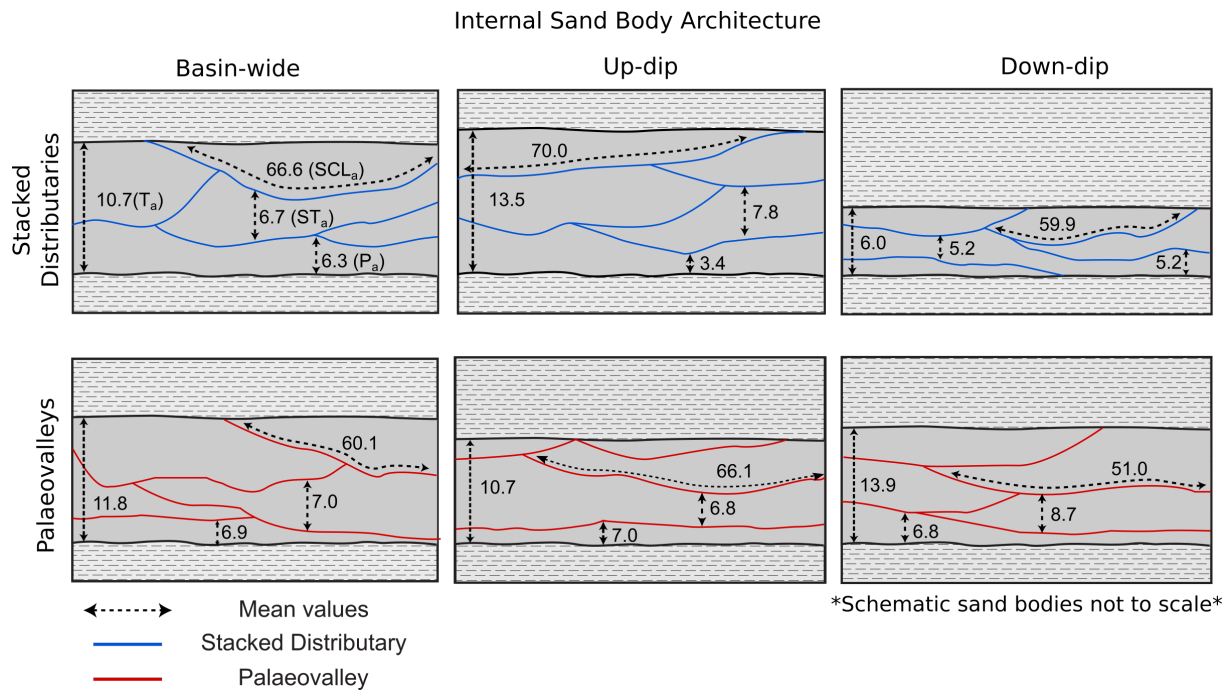 Internal Sand Body Architecture
Basin-wide
Up-dip
Down-dip
Stacked
Distributaries
66.6 (SCLa)
10.7(Ta)
6.7 (STa)
6.3 (Pa)
70.0
13.5
7.8
3.4
59.9
6.0
5.2
5.2
Palaeovalleys
60.1
11.8
7.0
6.9
66.1
10.7
6.8
7.0
51.0
13.9
8.7
6.8
*Schematic sand bodies not to scale*
Mean values
Stacked Distributary
Palaeovalley